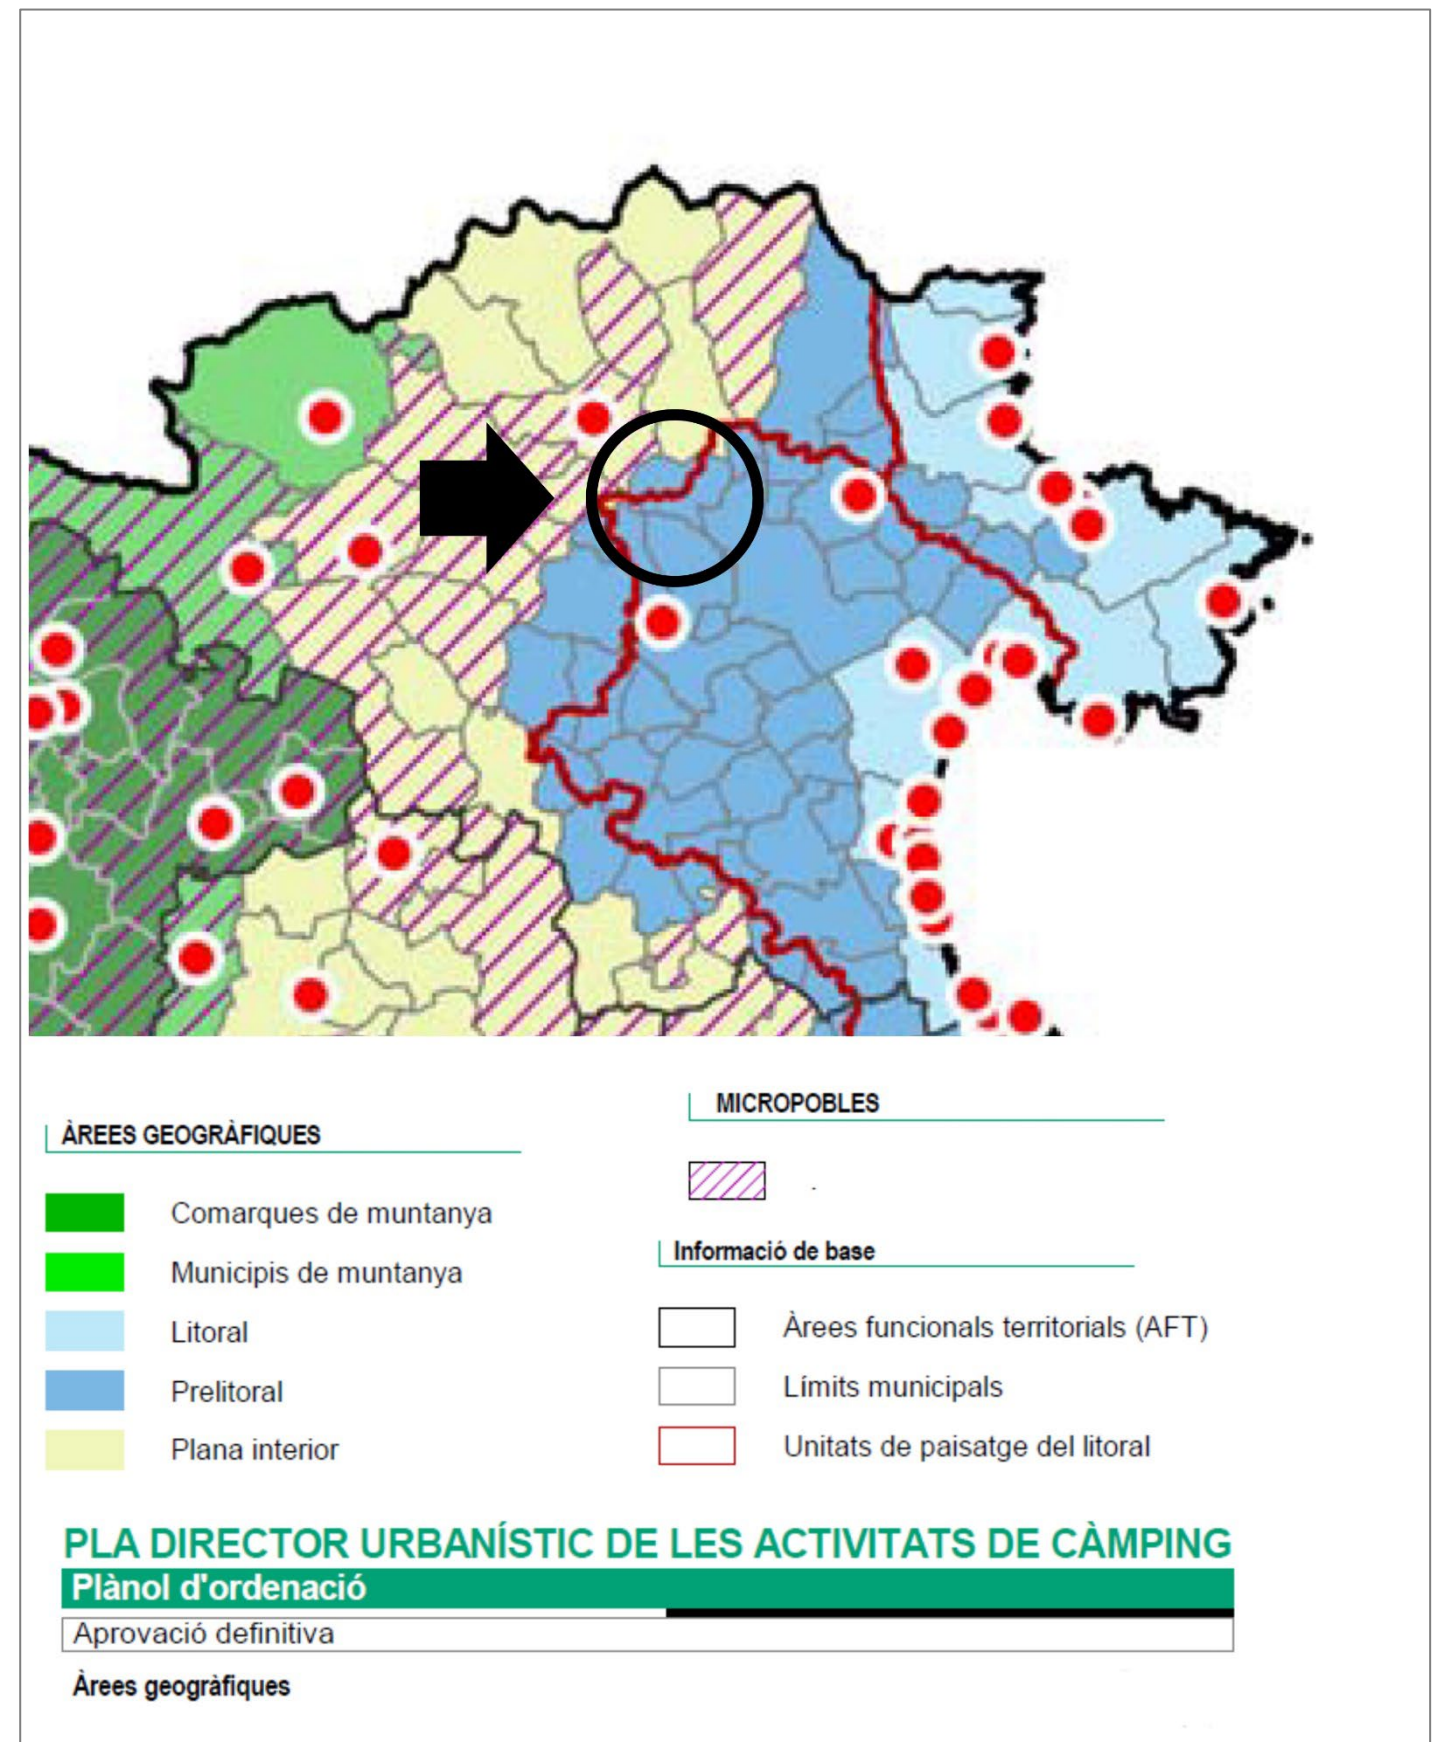 ÀREES GEOGRÀFIQUES
Comarques de muntanya
Municipis de muntanya
Litoral
Prelitoral
Plana interior
MICROPOBLES
Informació de base
Àrees funcionals territorials (AFT)
Límits municipals
Unitats de paisatge del litoral
PLA DIRECTOR URBANÍSTIC DE LES ACTIVITATS DE CÀMPING
Plànol d'ordenació
Aprovació definitiva
Àrees geogràfiques